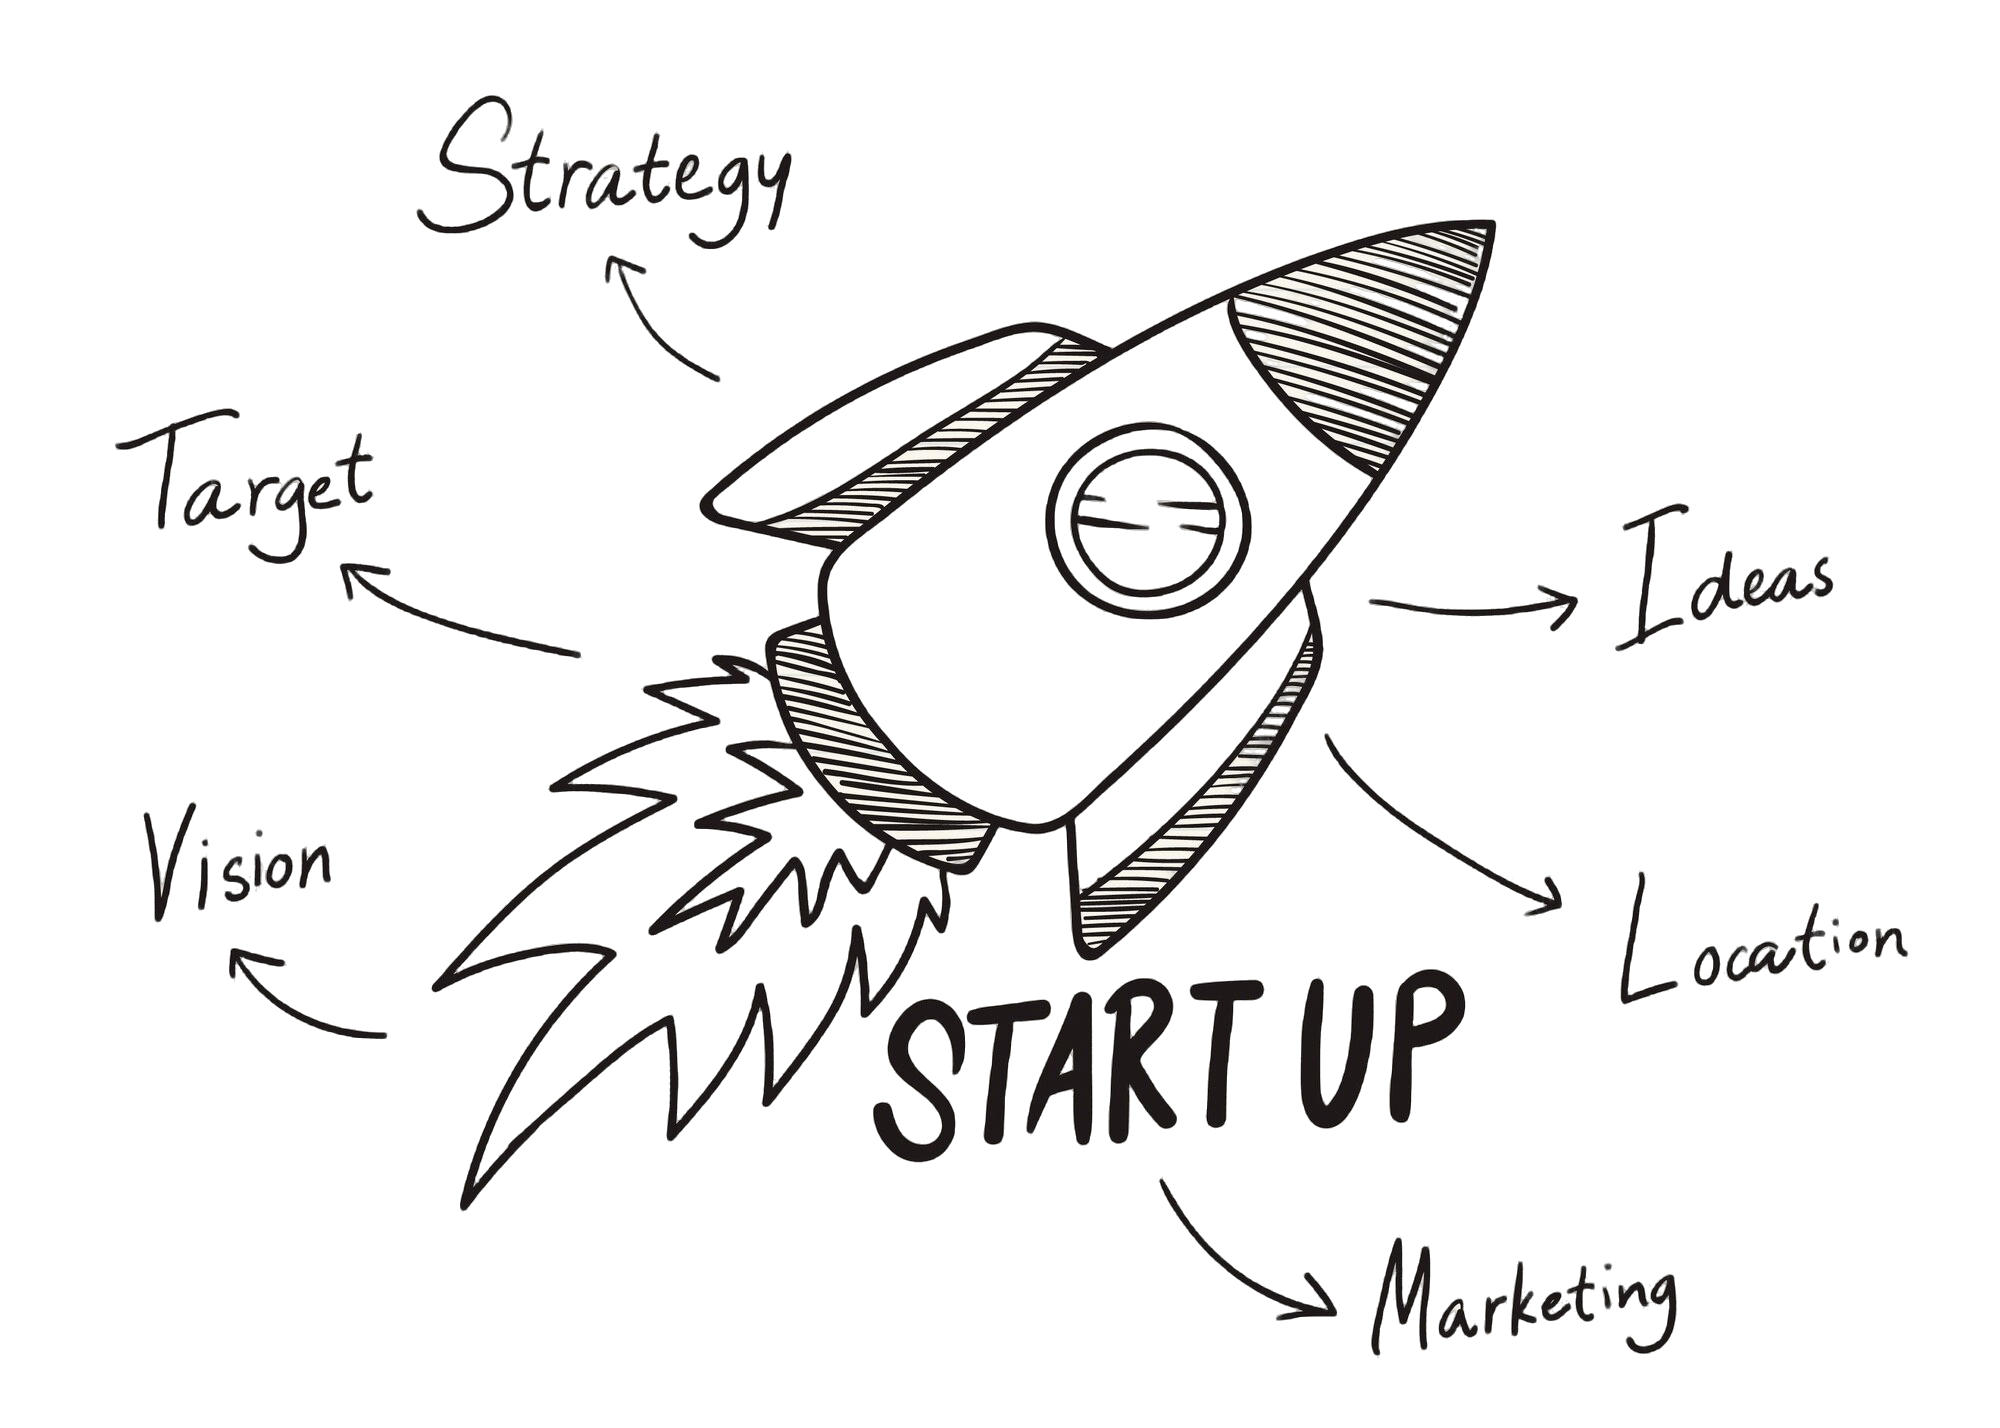 Strategy
Target
Ideas
Vision
Location
START UP
Marketing